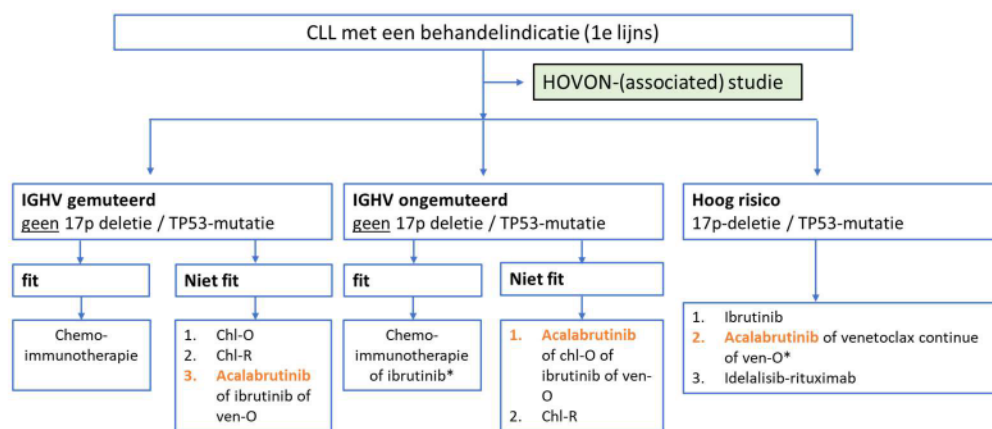 CLL met een behandelindicatie (1e lijns)
HOVON-(associated) studie
IGHV gemuteerd
geen 17p deletie / TP53-mutatie
fit
Chemo-
immunotherapie
Niet fit
1. Chl-O
2. Chl-R
3. Acalabrutinib
of ibrutinib of
ven-O
IGHV ongemuteerd
geen 17p deletie / TP53-mutatie
fit
Chemo-
immunotherapie
of ibrutinib*
Niet fit
1. Acalabrutinib
of chl-O of
ibrutinib of ven-
O
2. Chl-R
Hoog risico
17p-deletie / TP53-mutatie
1. Ibrutinib
2. Acalabrutinib of venetoclax continue
of ven-O*
3. Idelalisib-rituximab